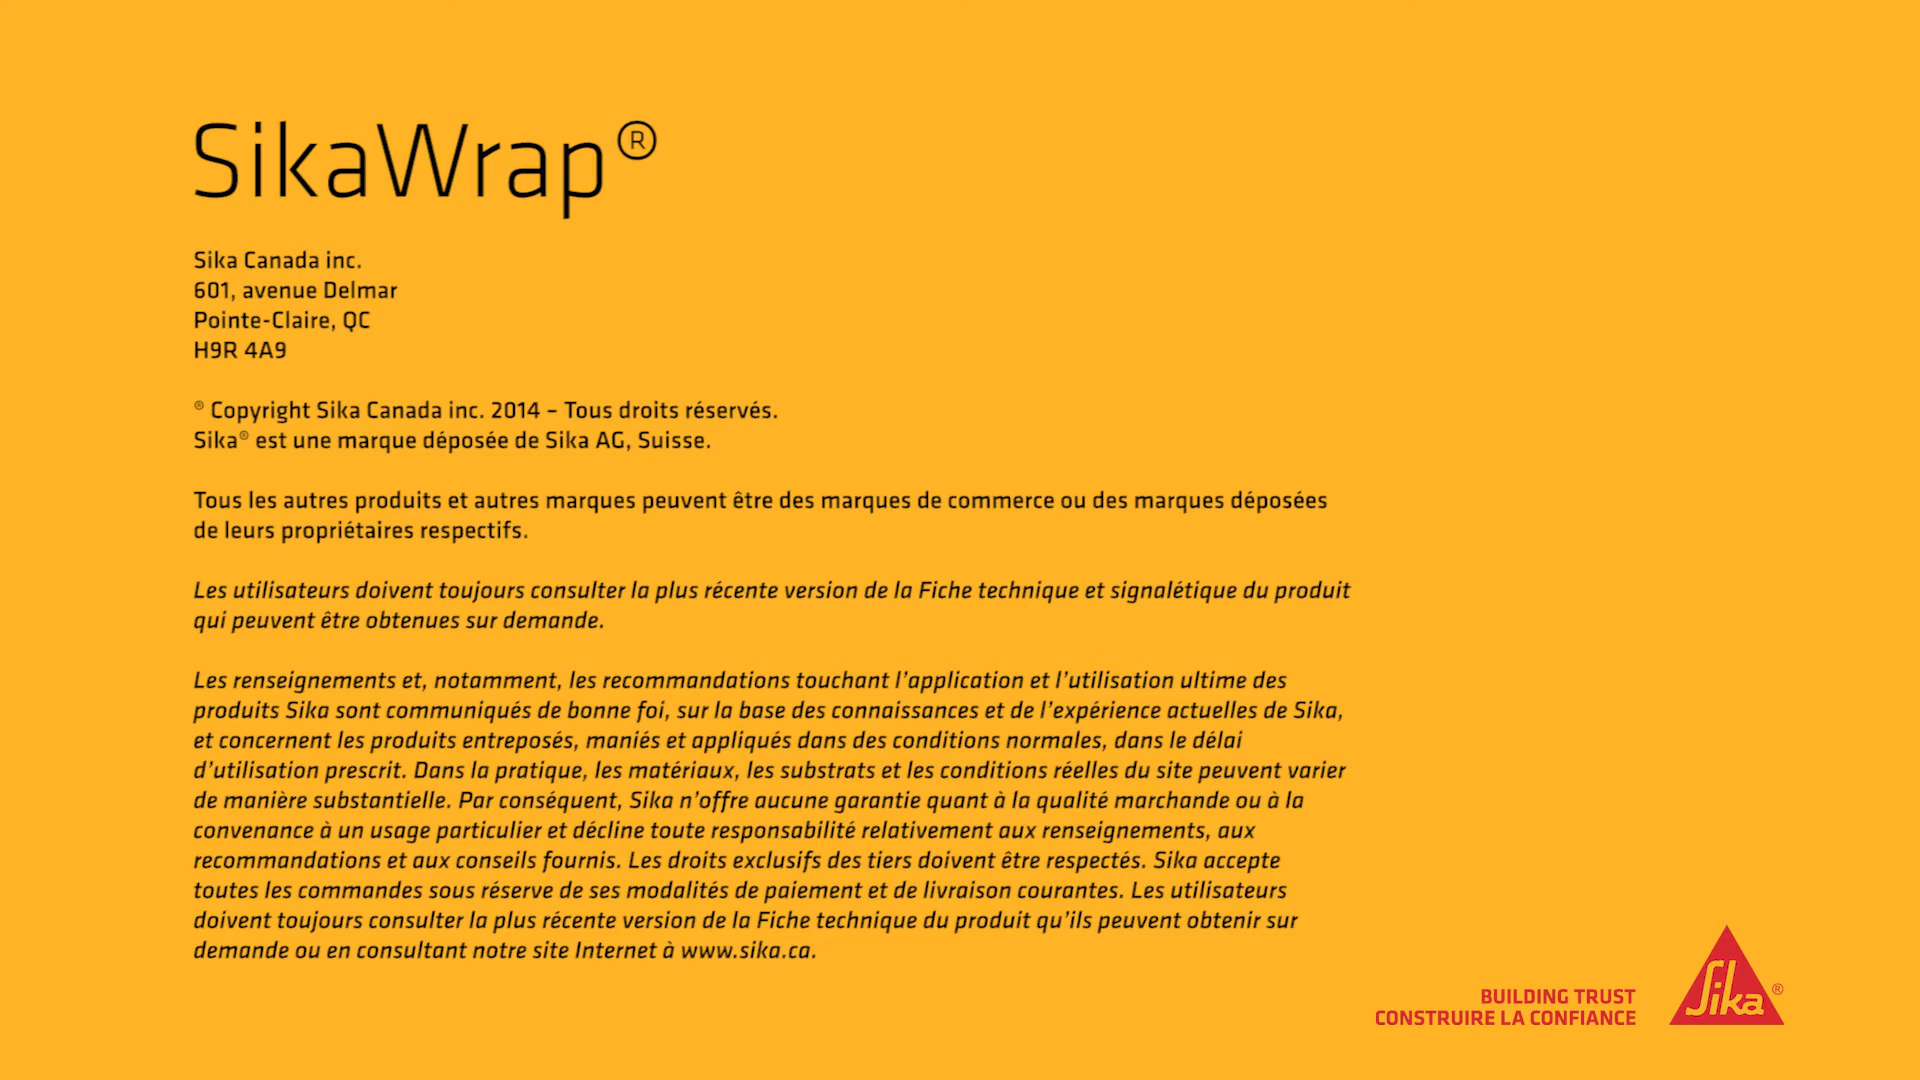 SikaWrap®
Sika Canada inc.
601, avenue Delmar
Pointe-Claire, QC
H9R 4A9
® Copyright Sika Canada inc. 2014 – Tous droits réservés.
Sika® est une marque déposée de Sika AG, Suisse.
Tous les autres produits et autres marques peuvent être des marques de commerce ou des marques déposées
de leurs propriétaires respectifs.
Les utilisateurs doivent toujours consulter la plus récente version de la Fiche technique et signalétique du produit
qui peuvent être obtenues sur demande.
Les renseignements et, notamment, les recommandations touchant l’application et l’utilisation ultime des
produits Sika sont communiqués de bonne foi, sur la base des connaissances et de l’expérience actuelles de Sika,
et concernent les produits entreposés, maniés et appliqués dans des conditions normales, dans le délai
d’utilisation prescrit. Dans la pratique, les matériaux, les substrats et les conditions réelles du site peuvent varier
de manière substantielle. Par conséquent, Sika n’offre aucune garantie quant à la qualité marchande ou à la
convenance à un usage particulier et décline toute responsabilité relativement aux renseignements, aux
recommandations et aux conseils fournis. Les droits exclusifs des tiers doivent être respectés. Sika accepte
toutes les commandes sous réserve de ses modalités de paiement et de livraison courantes. Les utilisateurs
doivent toujours consulter la plus récente version de la Fiche technique du produit qu’ils peuvent obtenir sur
demande ou en consultant notre site Internet à www.sika.ca.
BUILDING TRUST
CONSTRUIRE LA CONFIANCE
Sika®